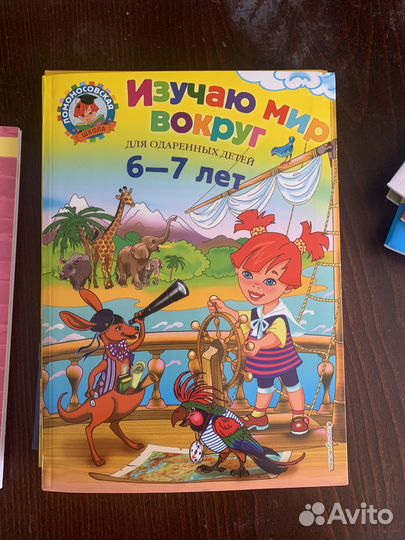 ЛОМОНОСОВСКАЯ
ШКОЛА
Изучаю мир
вокруг
ДЛЯ ОДАРЕННЫХ ДЕТЕЙ
6—7 лет
Avito